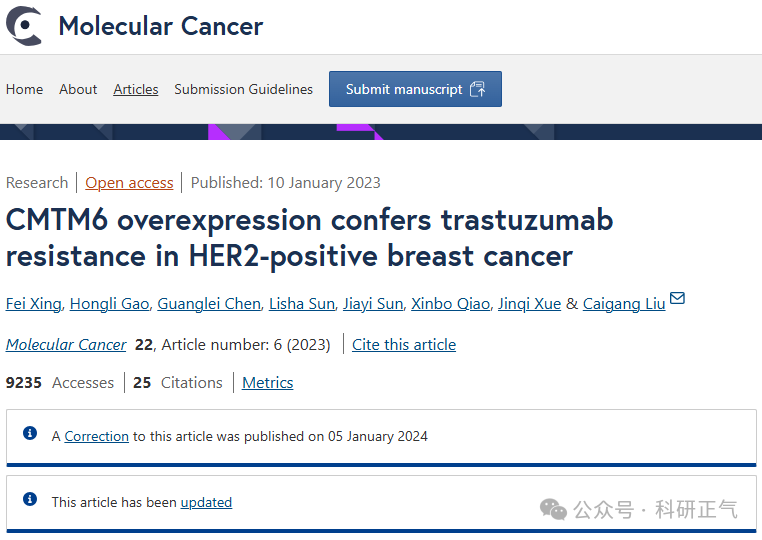 Molecular Cancer
Home About Articles Submission Guidelines Submit manuscript
Research Open access Published: 10 January 2023
CMTM6 overexpression confers trastuzumab
resistance in HER2-positive breast cancer
Fei Xing, Hongli Gao, Guanglei Chen, Lisha Sun, Jiayi Sun, Xinbo Qiao, Jinqi Xue & Caigang Liu
Molecular Cancer 22, Article number: 6 (2023) Cite this article
9235 Accesses 25 Citations Metrics
A Correction to this article was published on 05 January 2024
This article has been updated
公众号 · 科研正气